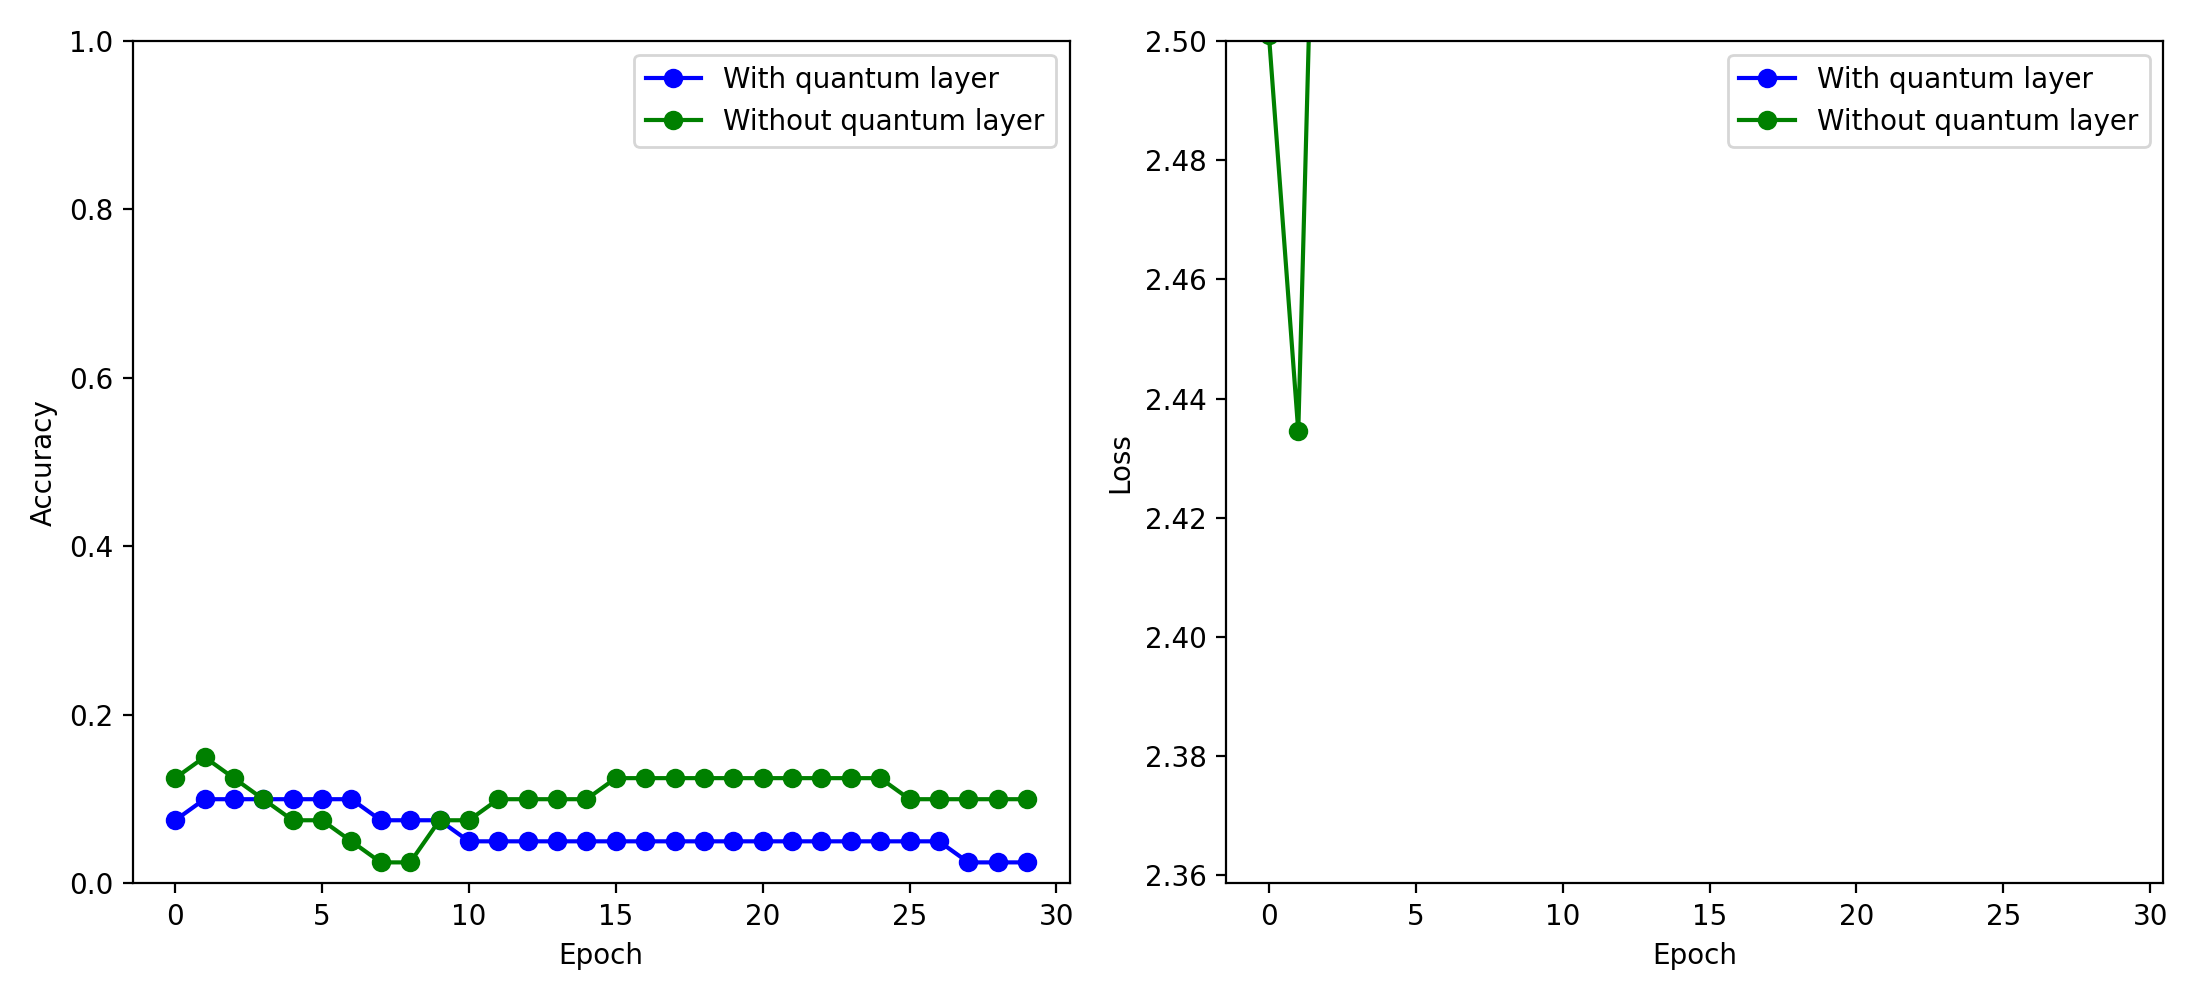 1.0
0.8
0.6
0.4
0.2
0.0
Accuracy
With quantum layer
Without quantum layer
0 5 10 15 20 25 30
Epoch
2.50
2.48
2.46
2.44
2.42
2.40
2.38
2.36
Loss
With quantum layer
Without quantum layer
0 5 10 15 20 25 30
Epoch